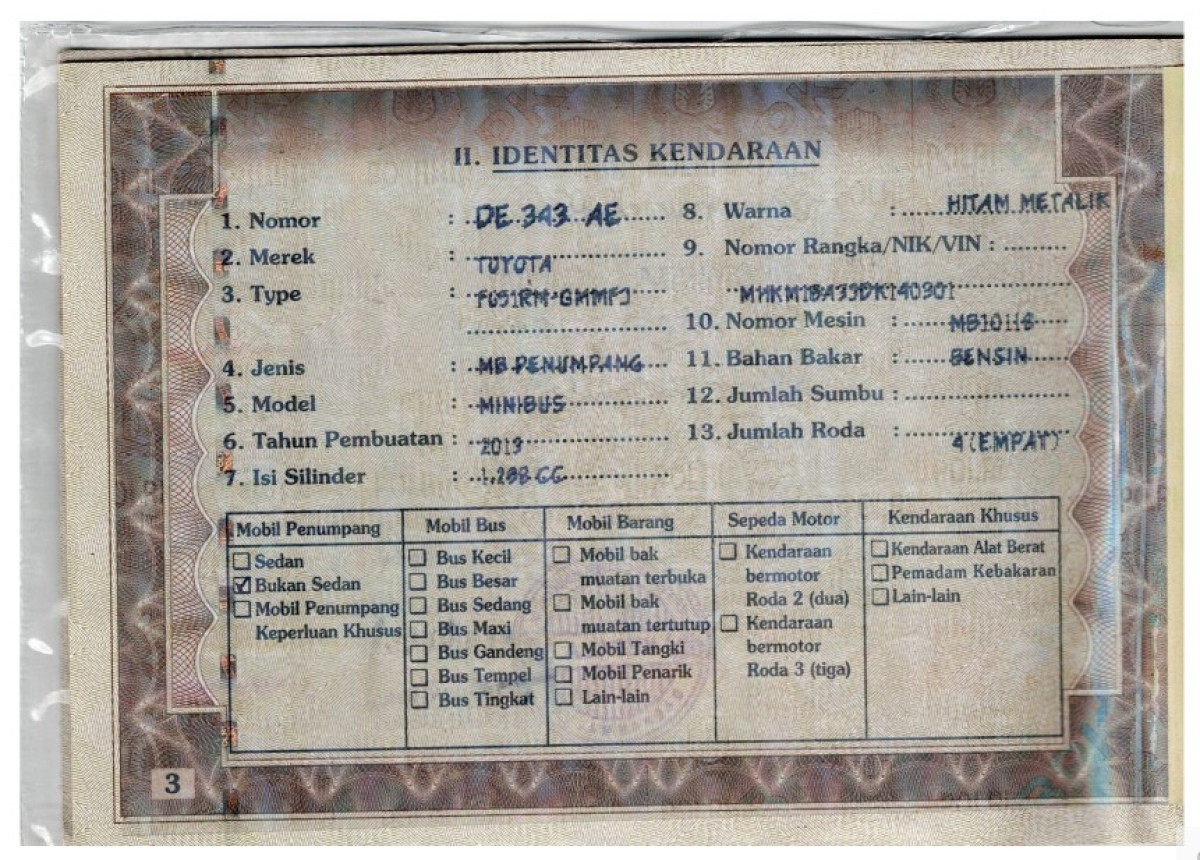 II. IDENTITAS KENDARAAN
1. Nomor : DE 343 AE
2. Merek : TOYOTA
3. Type : F651RM-GMMFJ
4. Jenis : MB.PENUMPANG
5. Model : MINIBUS
6. Tahun Pembuatan : 2013
7. Isi Silinder : 1.298 CC
8. Warna : HITAM METALIK
9. Nomor Rangka/NIK/VIN :
10. Nomor Mesin :
11. Bahan Bakar : BENSIN
12. Jumlah Sumbu :
13. Jumlah Roda : 4 (EMPAT)
Mobil Penumpang
Sedan
Bukan Sedan
Mobil Penumpang
Keperluan Khusus
Mobil Bus
Bus Kecil
Bus Besar
Bus Sedang
Bus Maxi
Bus Gandeng
Bus Tempel
Bus Tingkat
Mobil Barang
Mobil bak
muatan terbuka
Mobil bak
muatan tertutup
Mobil Tangki
Mobil Penarik
Lain-lain
Sepeda Motor
Kendaraan
bermotor
Roda 2 (dua)
Kendaraan
bermotor
Roda 3 (tiga)
Kendaraan Khusus
Kendaraan Alat Berat
Pemadam Kebakaran
Lain-lain
3